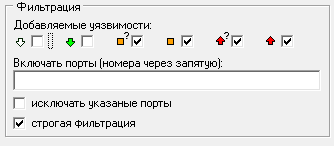 Фильтрация
Добавляемые уязвимости:
? ?
Включать порты (номера через запятую):
исключать указаные порты
строгая фильтрация